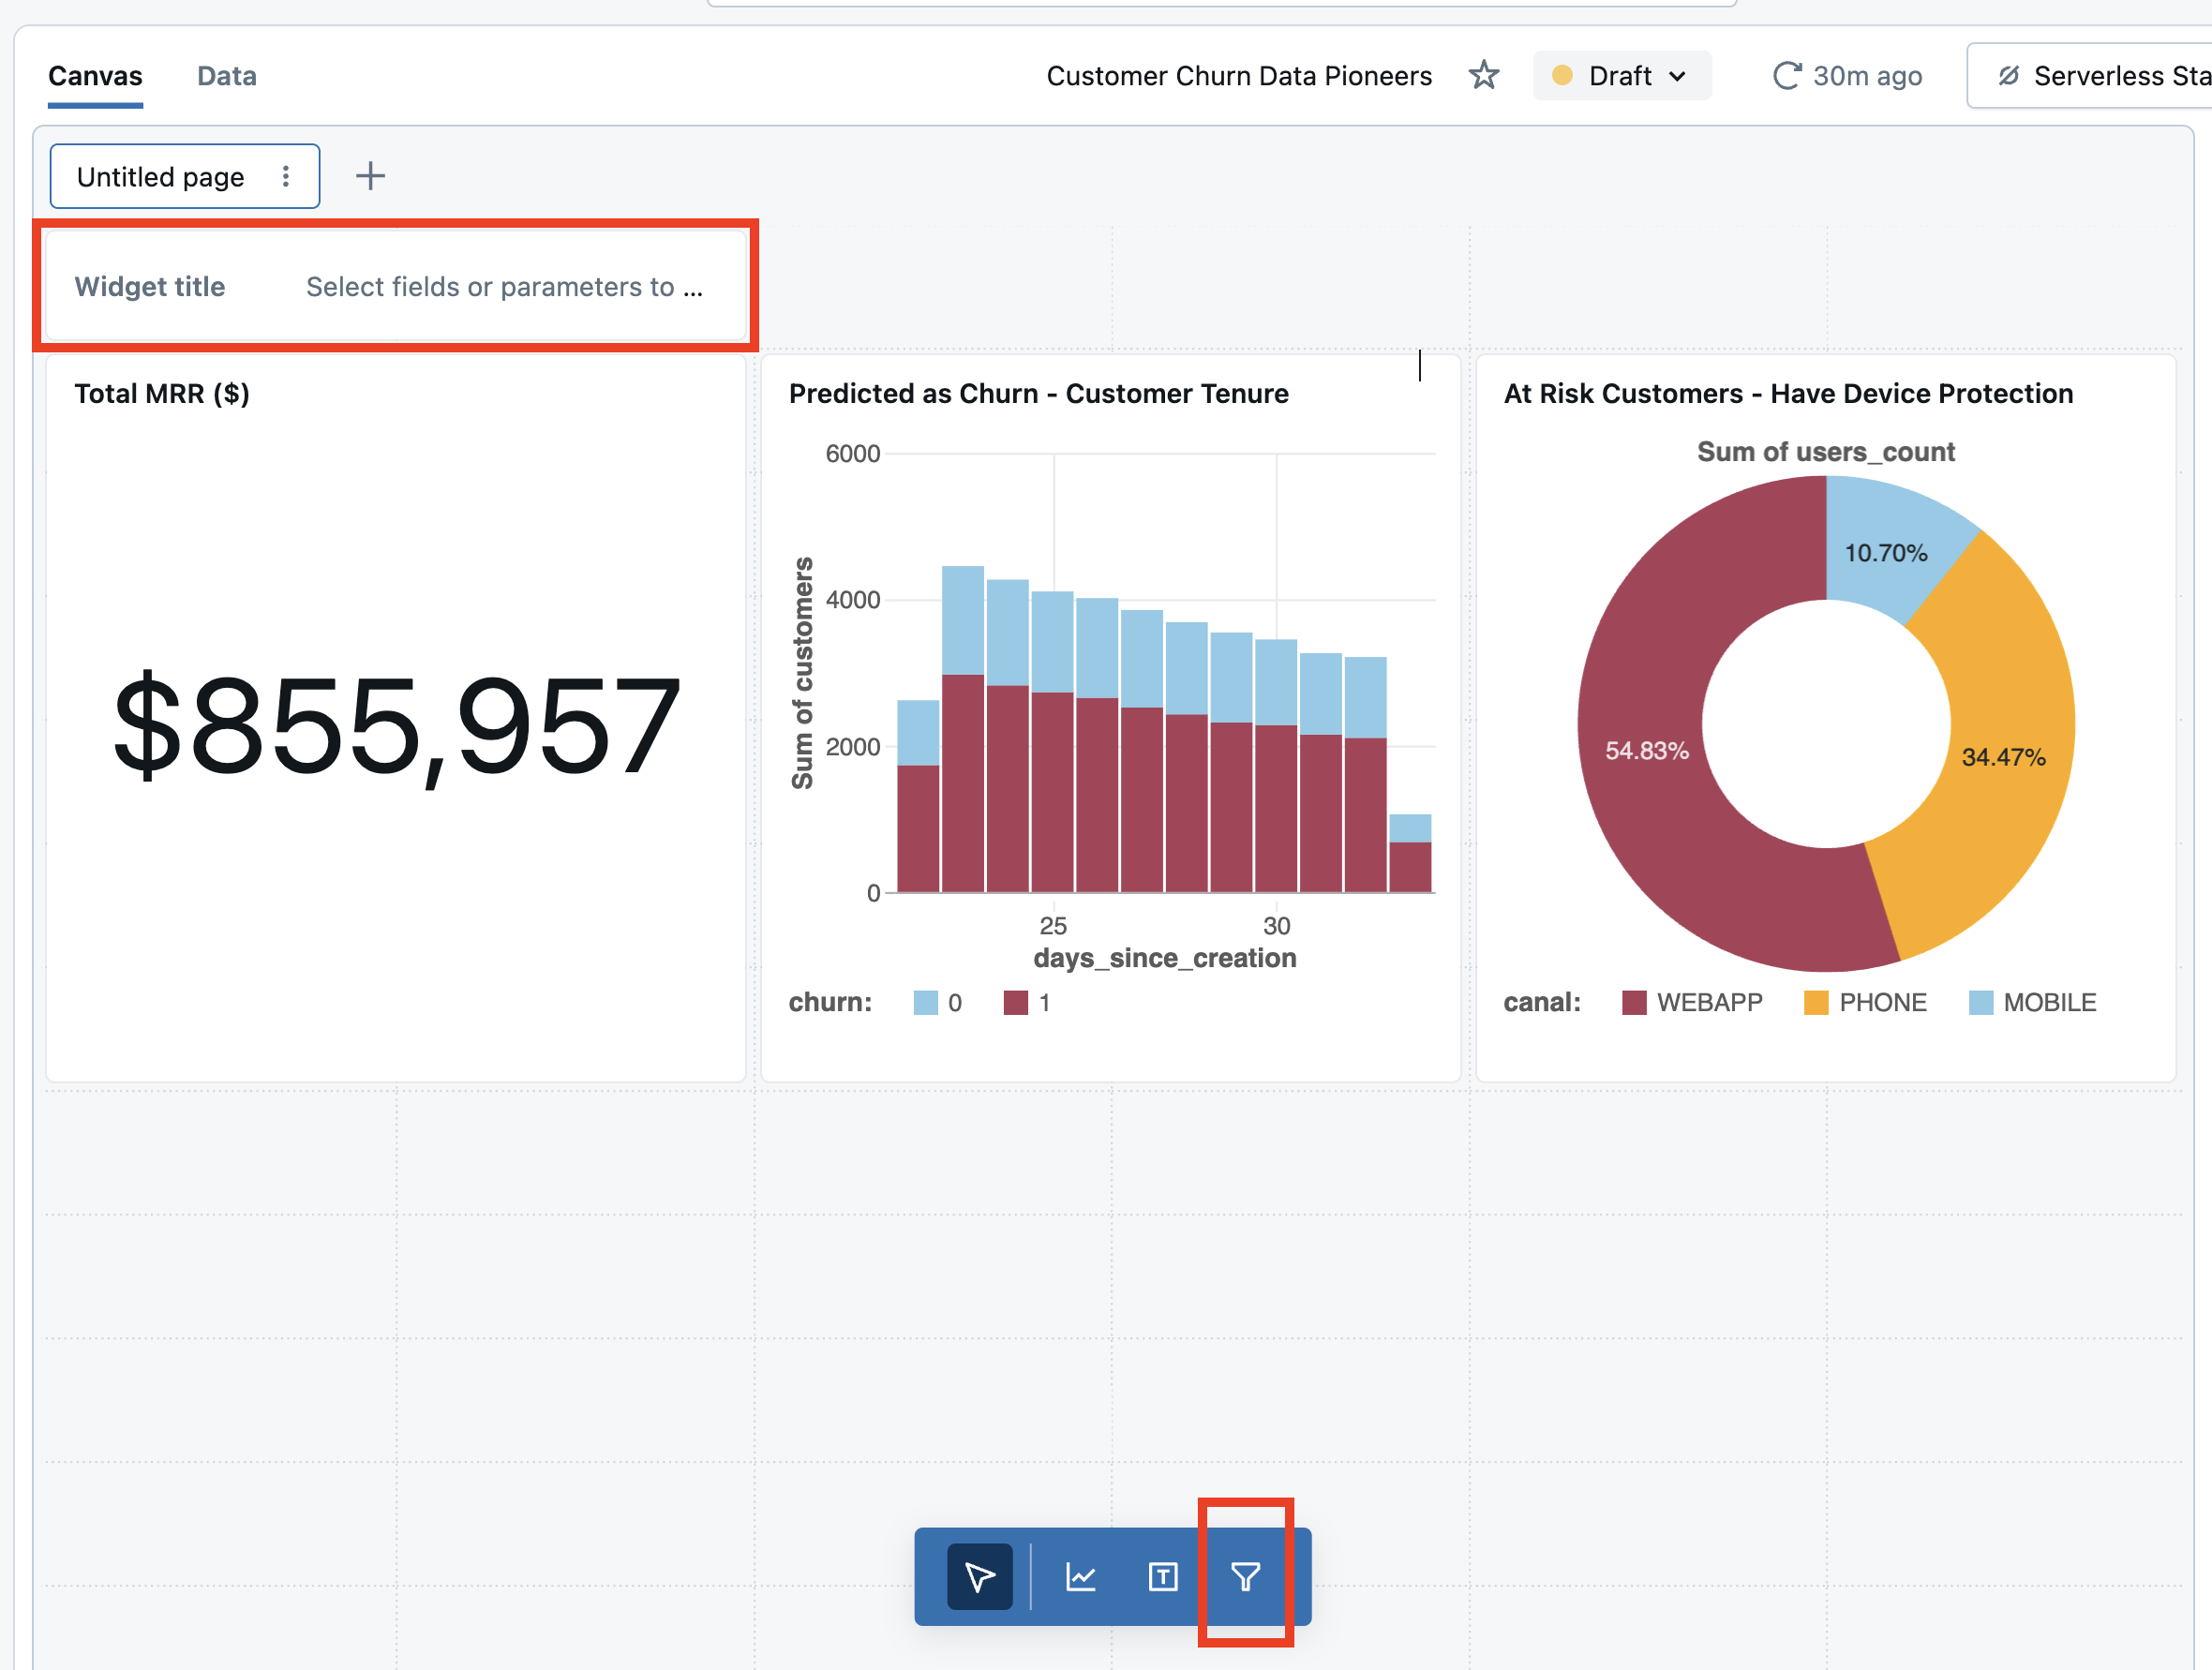 Canvas Data Customer Churn Data Pioneers Draft 30m ago Serverless Sta
Untitled page
Widget title Select fields or parameters to ...
Total MRR ($)
$855,957
Predicted as Churn - Customer Tenure
6000
4000
2000
0
Sum of customers
25 30
days_since_creation
churn: 0 1
At Risk Customers - Have Device Protection
Sum of users_count
10.70%
54.83%
34.47%
canal: WEBAPP PHONE MOBILE
T